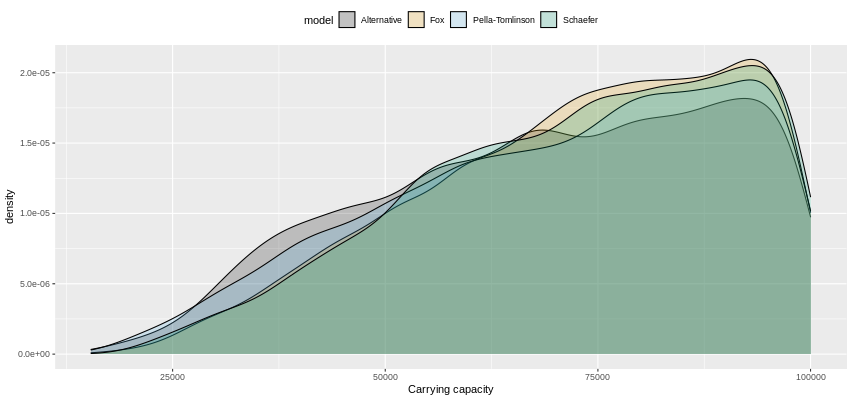 model Alternative Fox Pella-Tomlinson Schaefer
2.0e-05
1.5e-05
1.0e-05
5.0e-06
0.0e+00
density
25000 50000 75000 100000
Carrying capacity